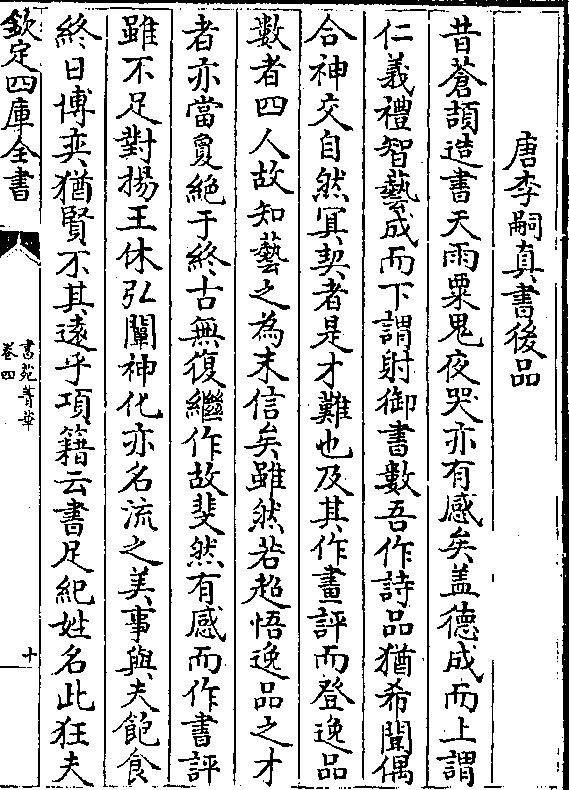 唐李嗣真書後品
昔蒼頡造書天雨粟鬼夜哭亦有感矣盖德成而上謂
仁義禮智藝成而下謂射御書數吾作詩品猶希聞偶
合神交自然冥契者是才難也及其作畫評而登逸品
數者四人故知藝之為末信矣雖然若超悟逸品之才
者亦當敻絶于終古無復繼作故斐然有感而作書評
雖不足對揚王休弘闡神化亦名流之美事與夫飽食
終日博奕猶賢不其遠乎項籍云書足紀姓名此狂夫
欽定四庫全書
書苑菁華
卷四
十